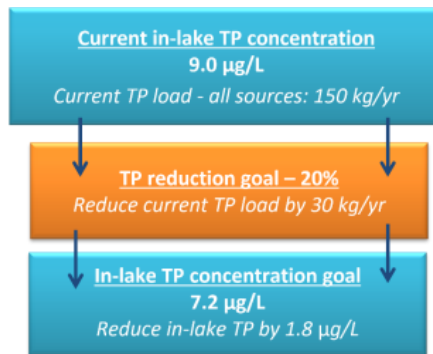 Current in-lake TP concentration
9.0 µg/L
Current TP load - all sources: 150 kg/yr
TP reduction goal – 20%
Reduce current TP load by 30 kg/yr
In-lake TP concentration goal
7.2 µg/L
Reduce in-lake TP by 1.8 µg/L